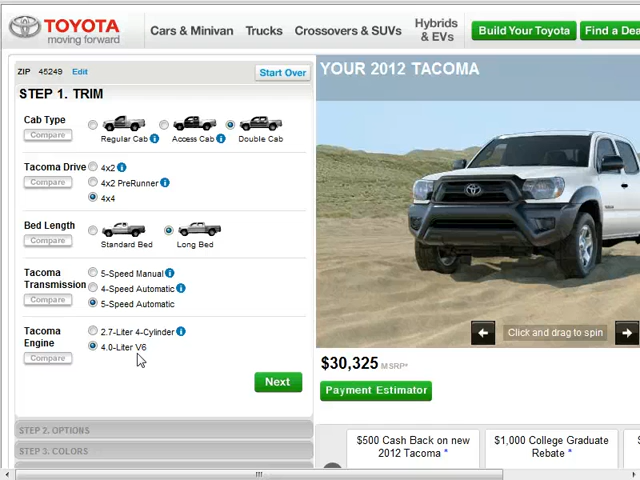 TOYOTA
moving forward
Cars & Minivan
Trucks
Crossovers & SUVs
Hybrids
& EVs
Build Your Toyota
Find a Dea
ZIP 45249 Edit
Start Over
STEP 1. TRIM
Cab Type
Compare
Regular Cab
Access Cab
Double Cab
Tacoma Drive
Compare
4x2
4x2 PreRunner
4x4
Bed Length
Compare
Standard Bed
Long Bed
Tacoma
Transmission
Compare
5-Speed Manual
4-Speed Automatic
5-Speed Automatic
Tacoma
Engine
Compare
2.7-Liter 4-Cylinder
4.0-Liter V6
Next
STEP 2. OPTIONS
STEP 3. COLORS
YOUR 2012 TACOMA
Click and drag to spin
$30,325 MSRP*
Payment Estimator
$500 Cash Back on new
2012 Tacoma *
$1,000 College Graduate
Rebate *
$